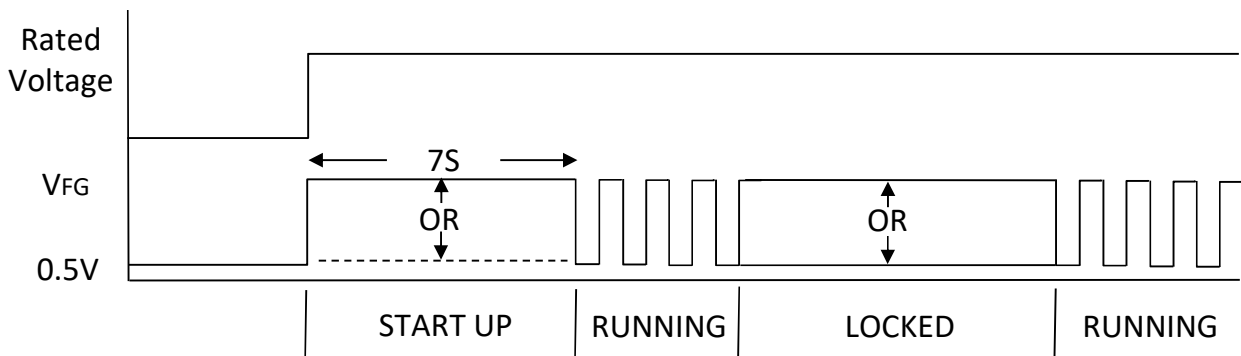 Rated
Voltage
7S
VFG
OR
OR
0.5V
START UP
RUNNING
LOCKED
RUNNING